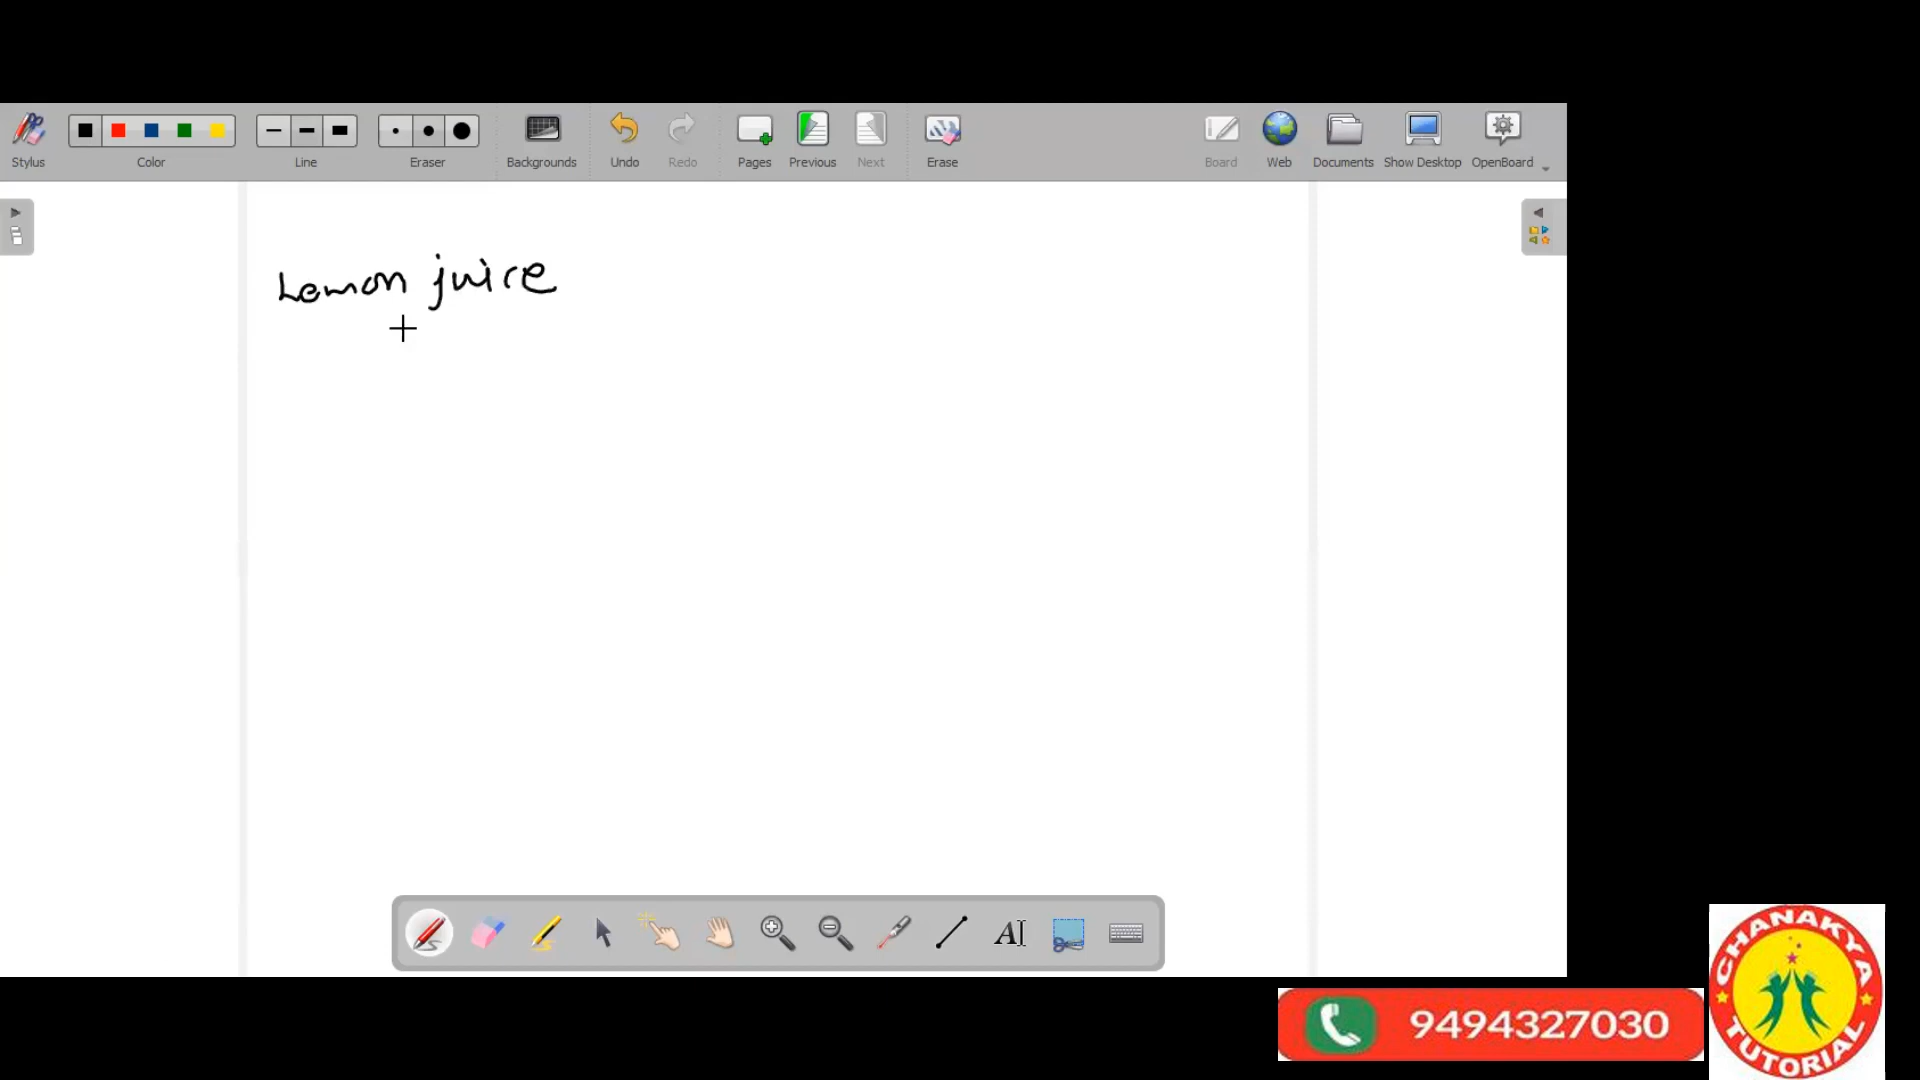 Stylus Color Line Eraser Backgrounds Undo Redo Pages Previous Next Erase Board Web Documents Show Desktop OpenBoard
Lemon juice
+
AI
9494327030
CHANAKYA
TUTORIAL